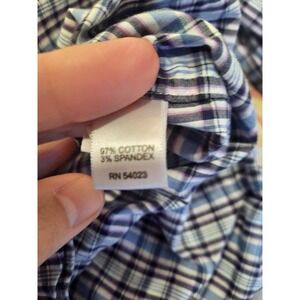 97% COTTON
3% SPANDEX
RN 54023